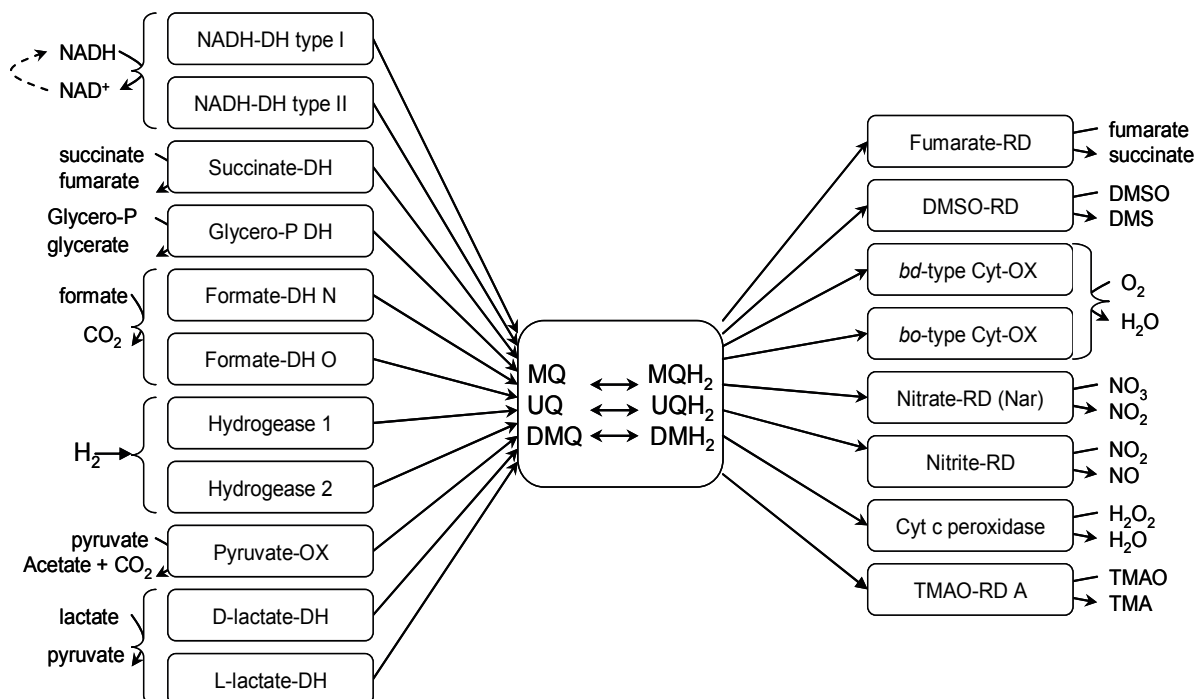 NADH
NAD⁺
NADH-DH type I
NADH-DH type II
succinate
fumarate
Succinate-DH
Glycero-P
glycerate
Glycero-P DH
formate
CO₂
Formate-DH N
Formate-DH O
H₂
Hydrogease 1
Hydrogease 2
pyruvate
Acetate + CO₂
Pyruvate-OX
lactate
pyruvate
D-lactate-DH
L-lactate-DH
MQ MQH₂
UQ UQH₂
DMQ DMH₂
Fumarate-RD
fumarate
succinate
DMSO-RD
DMSO
DMS
bd-type Cyt-OX
bo-type Cyt-OX
O₂
H₂O
Nitrate-RD (Nar)
NO₃
NO₂
Nitrite-RD
NO₂
NO
Cyt c peroxidase
H₂O₂
H₂O
TMAO-RD A
TMAO
TMA